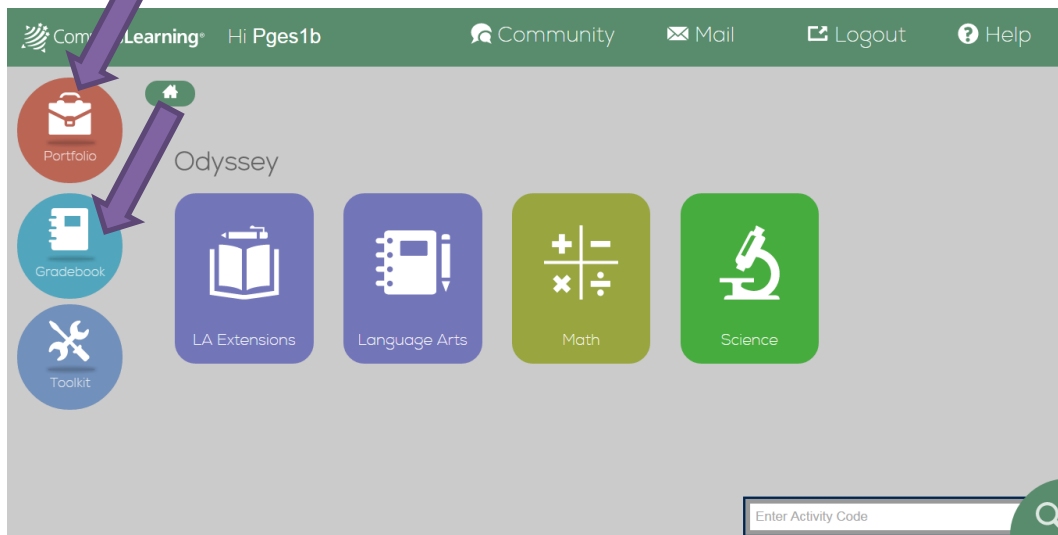 Learning® Hi Pges1b Community Mail Logout Help
Portfolio
Odyssey
Gradebook
LA Extensions Language Arts Math Science
Toolkit
Enter Activity Code